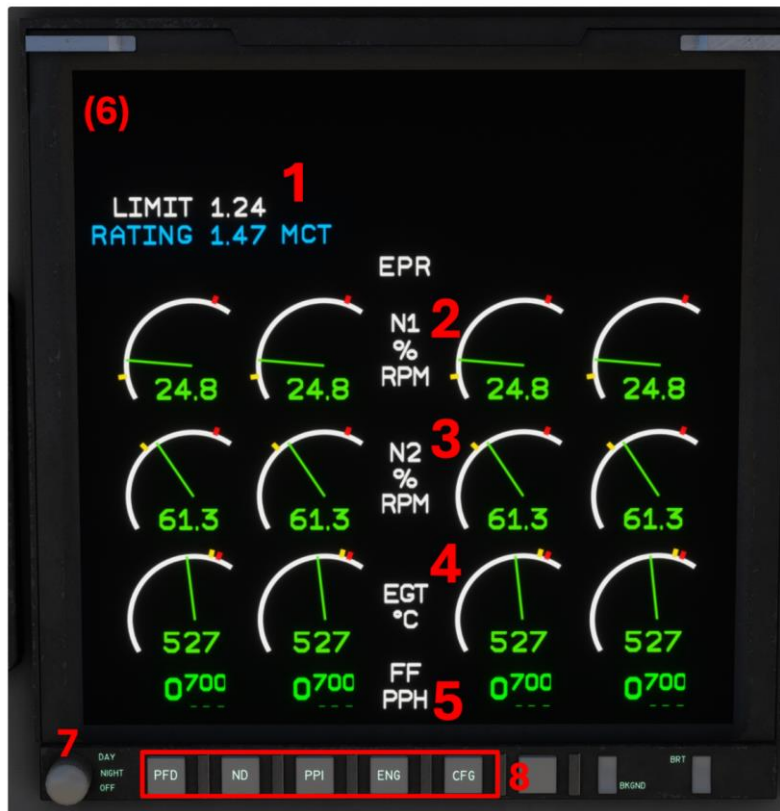 (6)
1
LIMIT 1.24
RATING 1.47 MCT
EPR
N1 2
%
RPM
24.8 24.8 24.8 24.8
N2 3
%
RPM
61.3 61.3 61.3 61.3
4
EGT
°C
527 527 527 527
FF
PPH 5
0700 0700 0700 0700
7
DAY
NIGHT
OFF
PFD ND PPI ENG CFG 8
BKGND
BRT